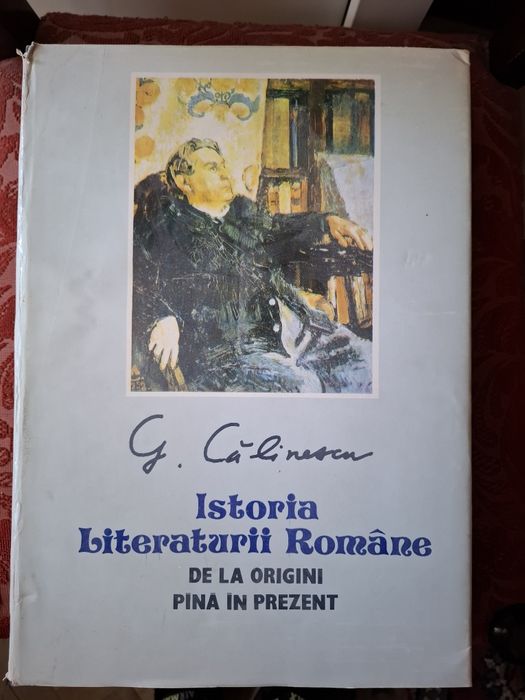 G. Călinescu
Istoria
Literaturii Române
DE LA ORIGINI
PÎNĂ ÎN PREZENT